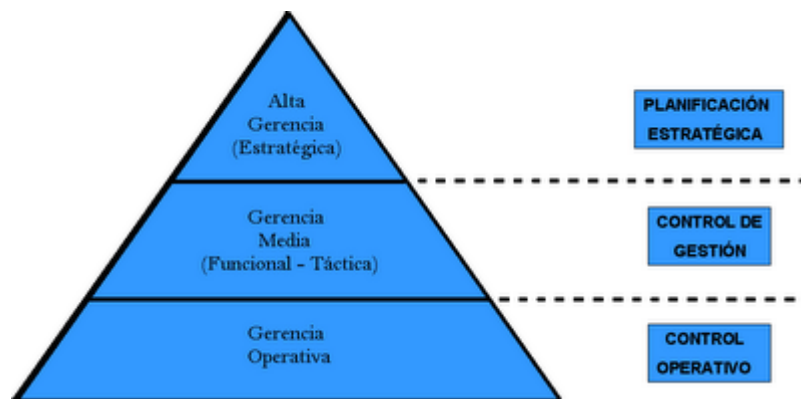 Alta
Gerencia
(Estratégica)
PLANIFICACIÓN
ESTRATÉGICA
Gerencia
Media
(Funcional - Táctica)
CONTROL DE
GESTIÓN
Gerencia
Operativa
CONTROL
OPERATIVO